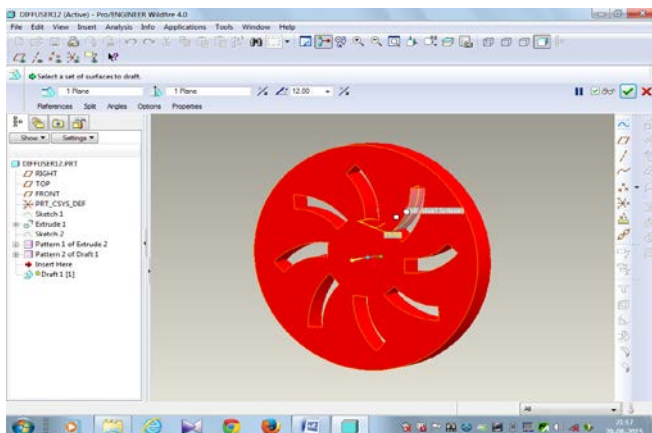 DIFFUSER12 (Active) - Pro/ENGINEER Wildfire 4.0
File Edit View Insert Analysis Info Applications Tools Window Help
Select a set of surfaces to draft.
1 Plane 1 Plane 12.00
References Split Angles Options Properties
Show Settings
DIFFUSER12.PRT
RIGHT
TOP
FRONT
PRT_CSYS_DEF
Sketch 1
Extrude 1
Sketch 2
Pattern 1 of Extrude 2
Pattern 2 of Draft 1
Insert Here
Draft 1 [1]
All
21:17